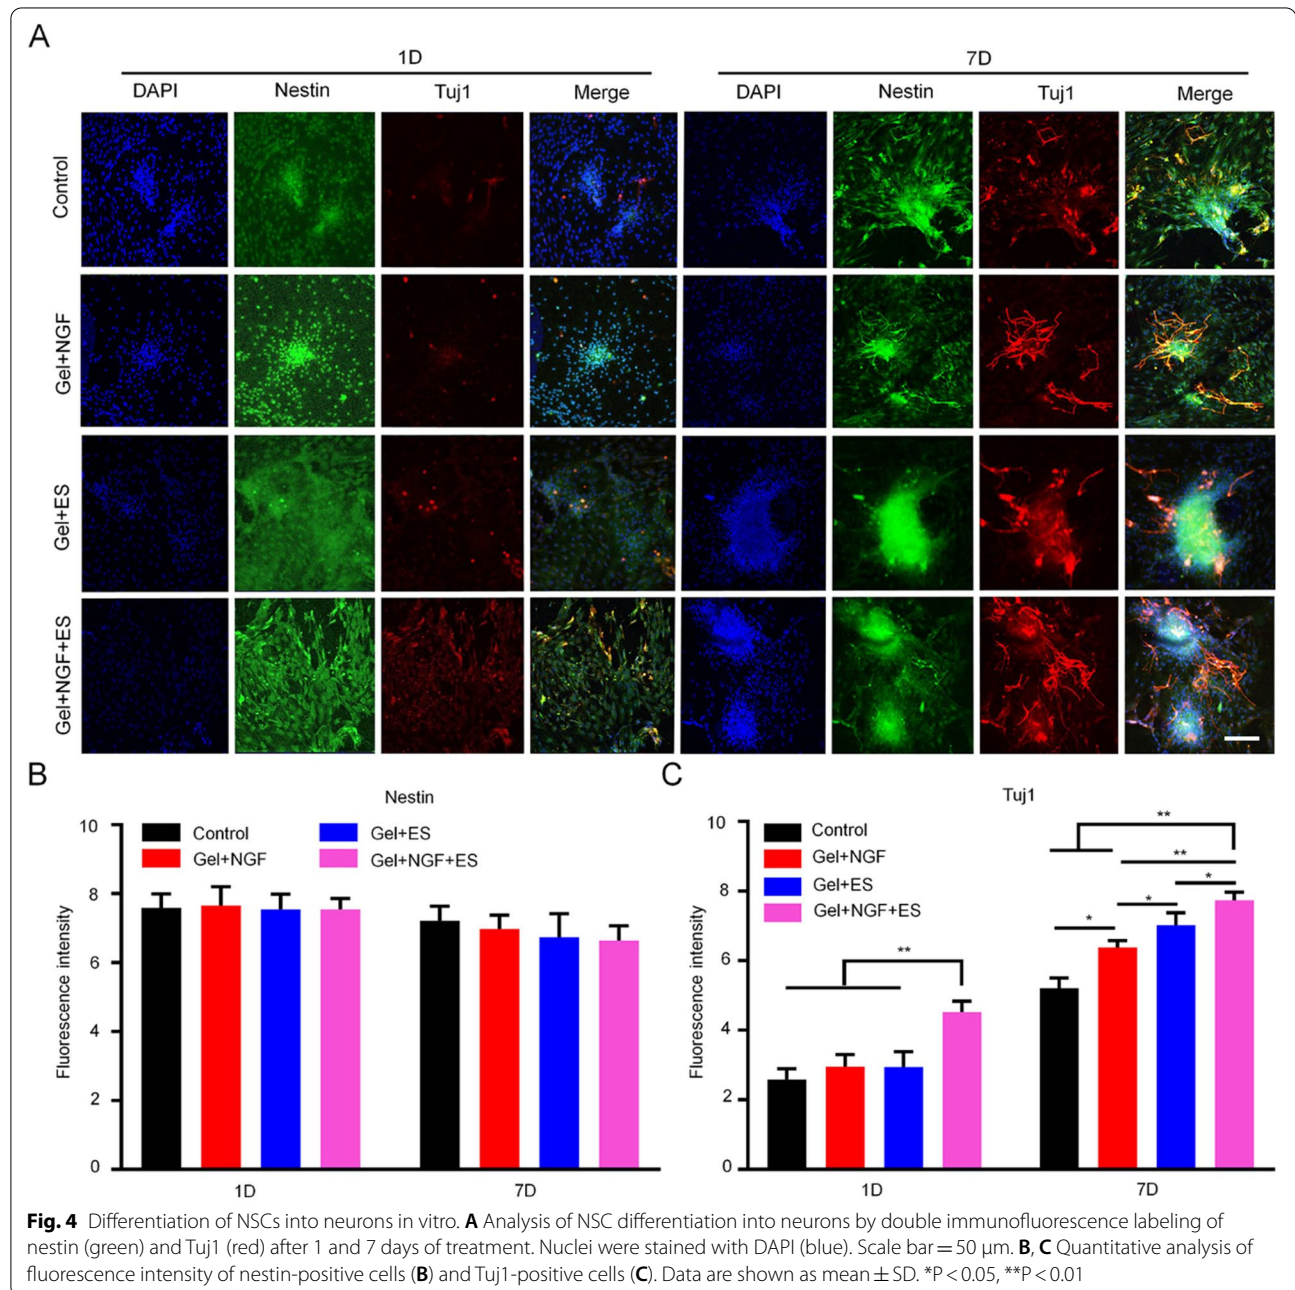 A
1D 7D
DAPI Nestin Tuj1 Merge DAPI Nestin Tuj1 Merge
Control
Gel+NGF
Gel+ES
Gel+NGF+ES
B
Nestin
Fluorescence intensity
10
8
6
4
2
0
Control
Gel+NGF
Gel+ES
Gel+NGF+ES
1D 7D
C
Tuj1
Fluorescence intensity
10
8
6
4
2
0
Control
Gel+NGF
Gel+ES
Gel+NGF+ES
**
*
*
*
**
**
1D 7D
Fig. 4 Differentiation of NSCs into neurons in vitro. A Analysis of NSC differentiation into neurons by double immunofluorescence labeling of
nestin (green) and Tuj1 (red) after 1 and 7 days of treatment. Nuclei were stained with DAPI (blue). Scale bar = 50 μm. B, C Quantitative analysis of
fluorescence intensity of nestin-positive cells (B) and Tuj1-positive cells (C). Data are shown as mean ± SD. *P < 0.05, **P < 0.01